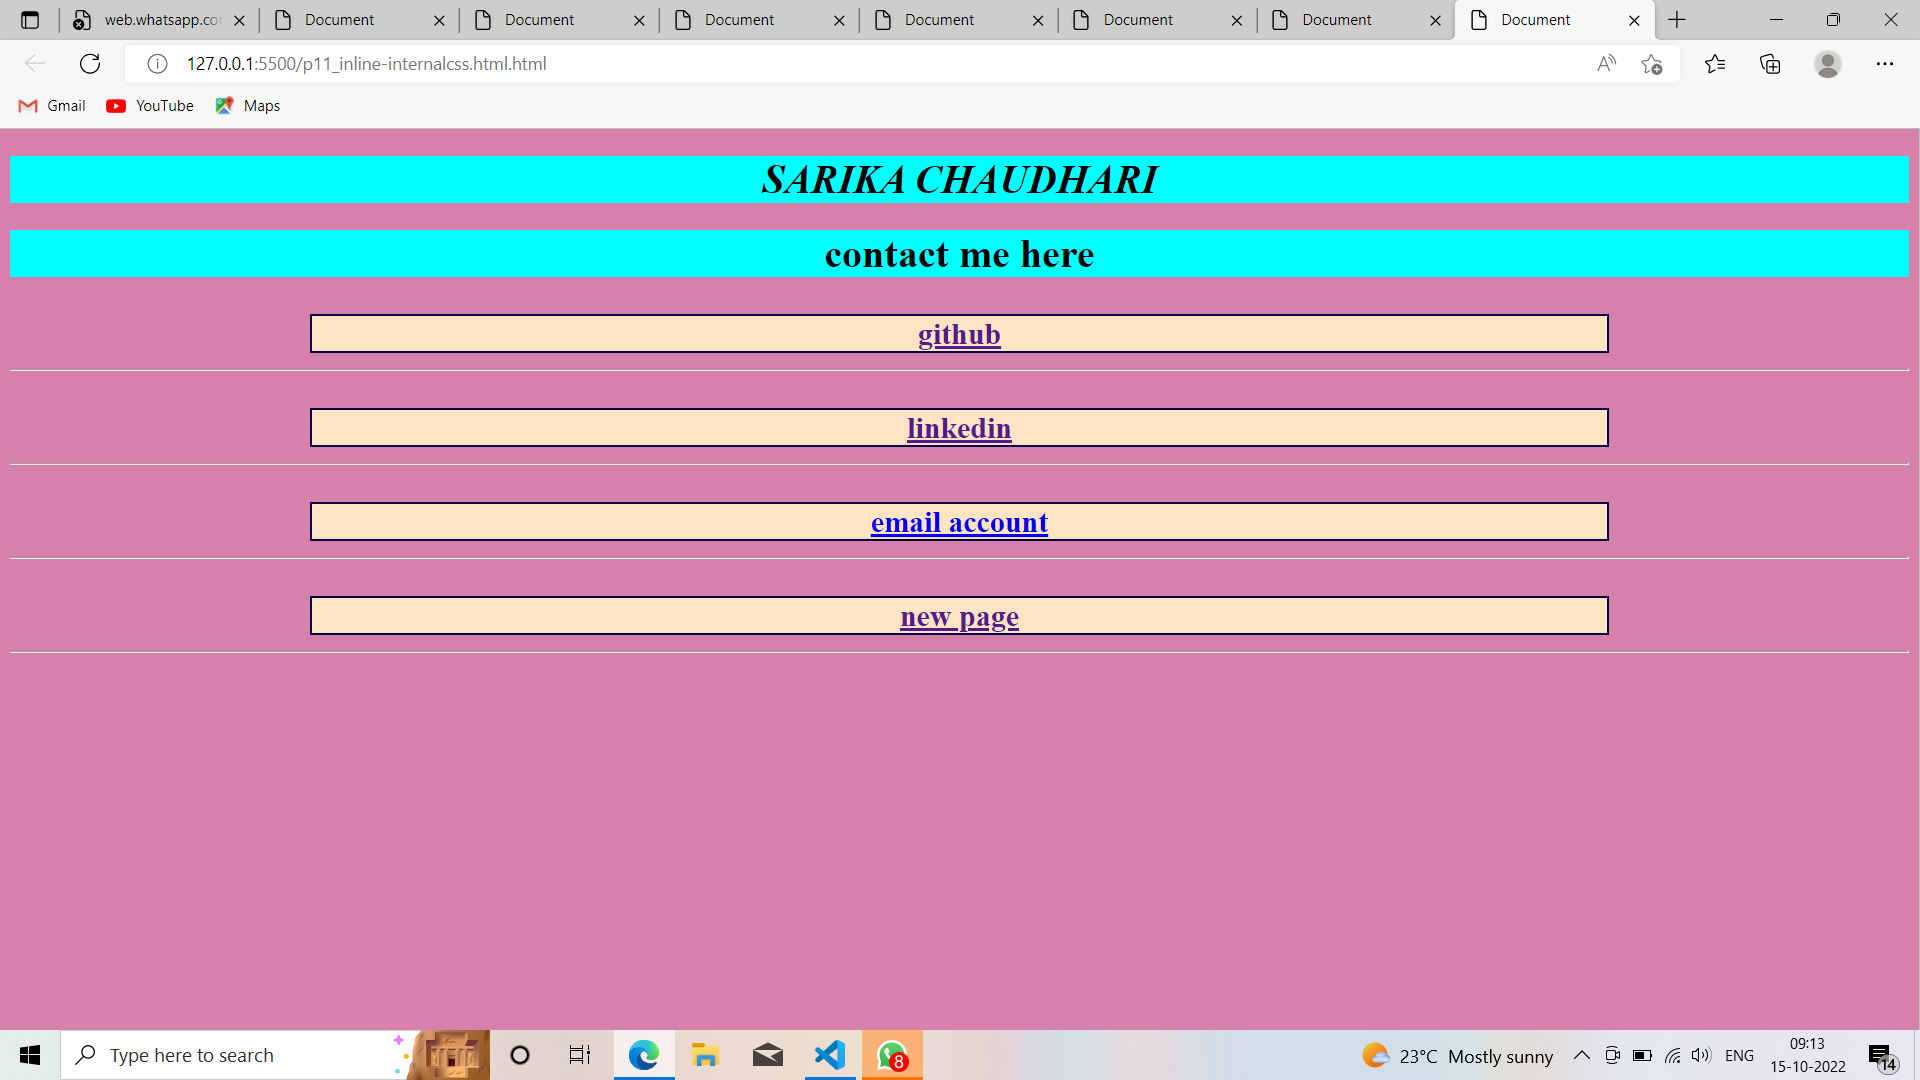 web.whatsapp.co
Document
Document
Document
Document
Document
Document
Document
127.0.0.1:5500/p11_inline-internalcss.html.html
Gmail
YouTube
Maps
SARIKA CHAUDHARI
contact me here
github
linkedin
email account
new page
Type here to search
8
23°C Mostly sunny
ENG
09:13
15-10-2022
14